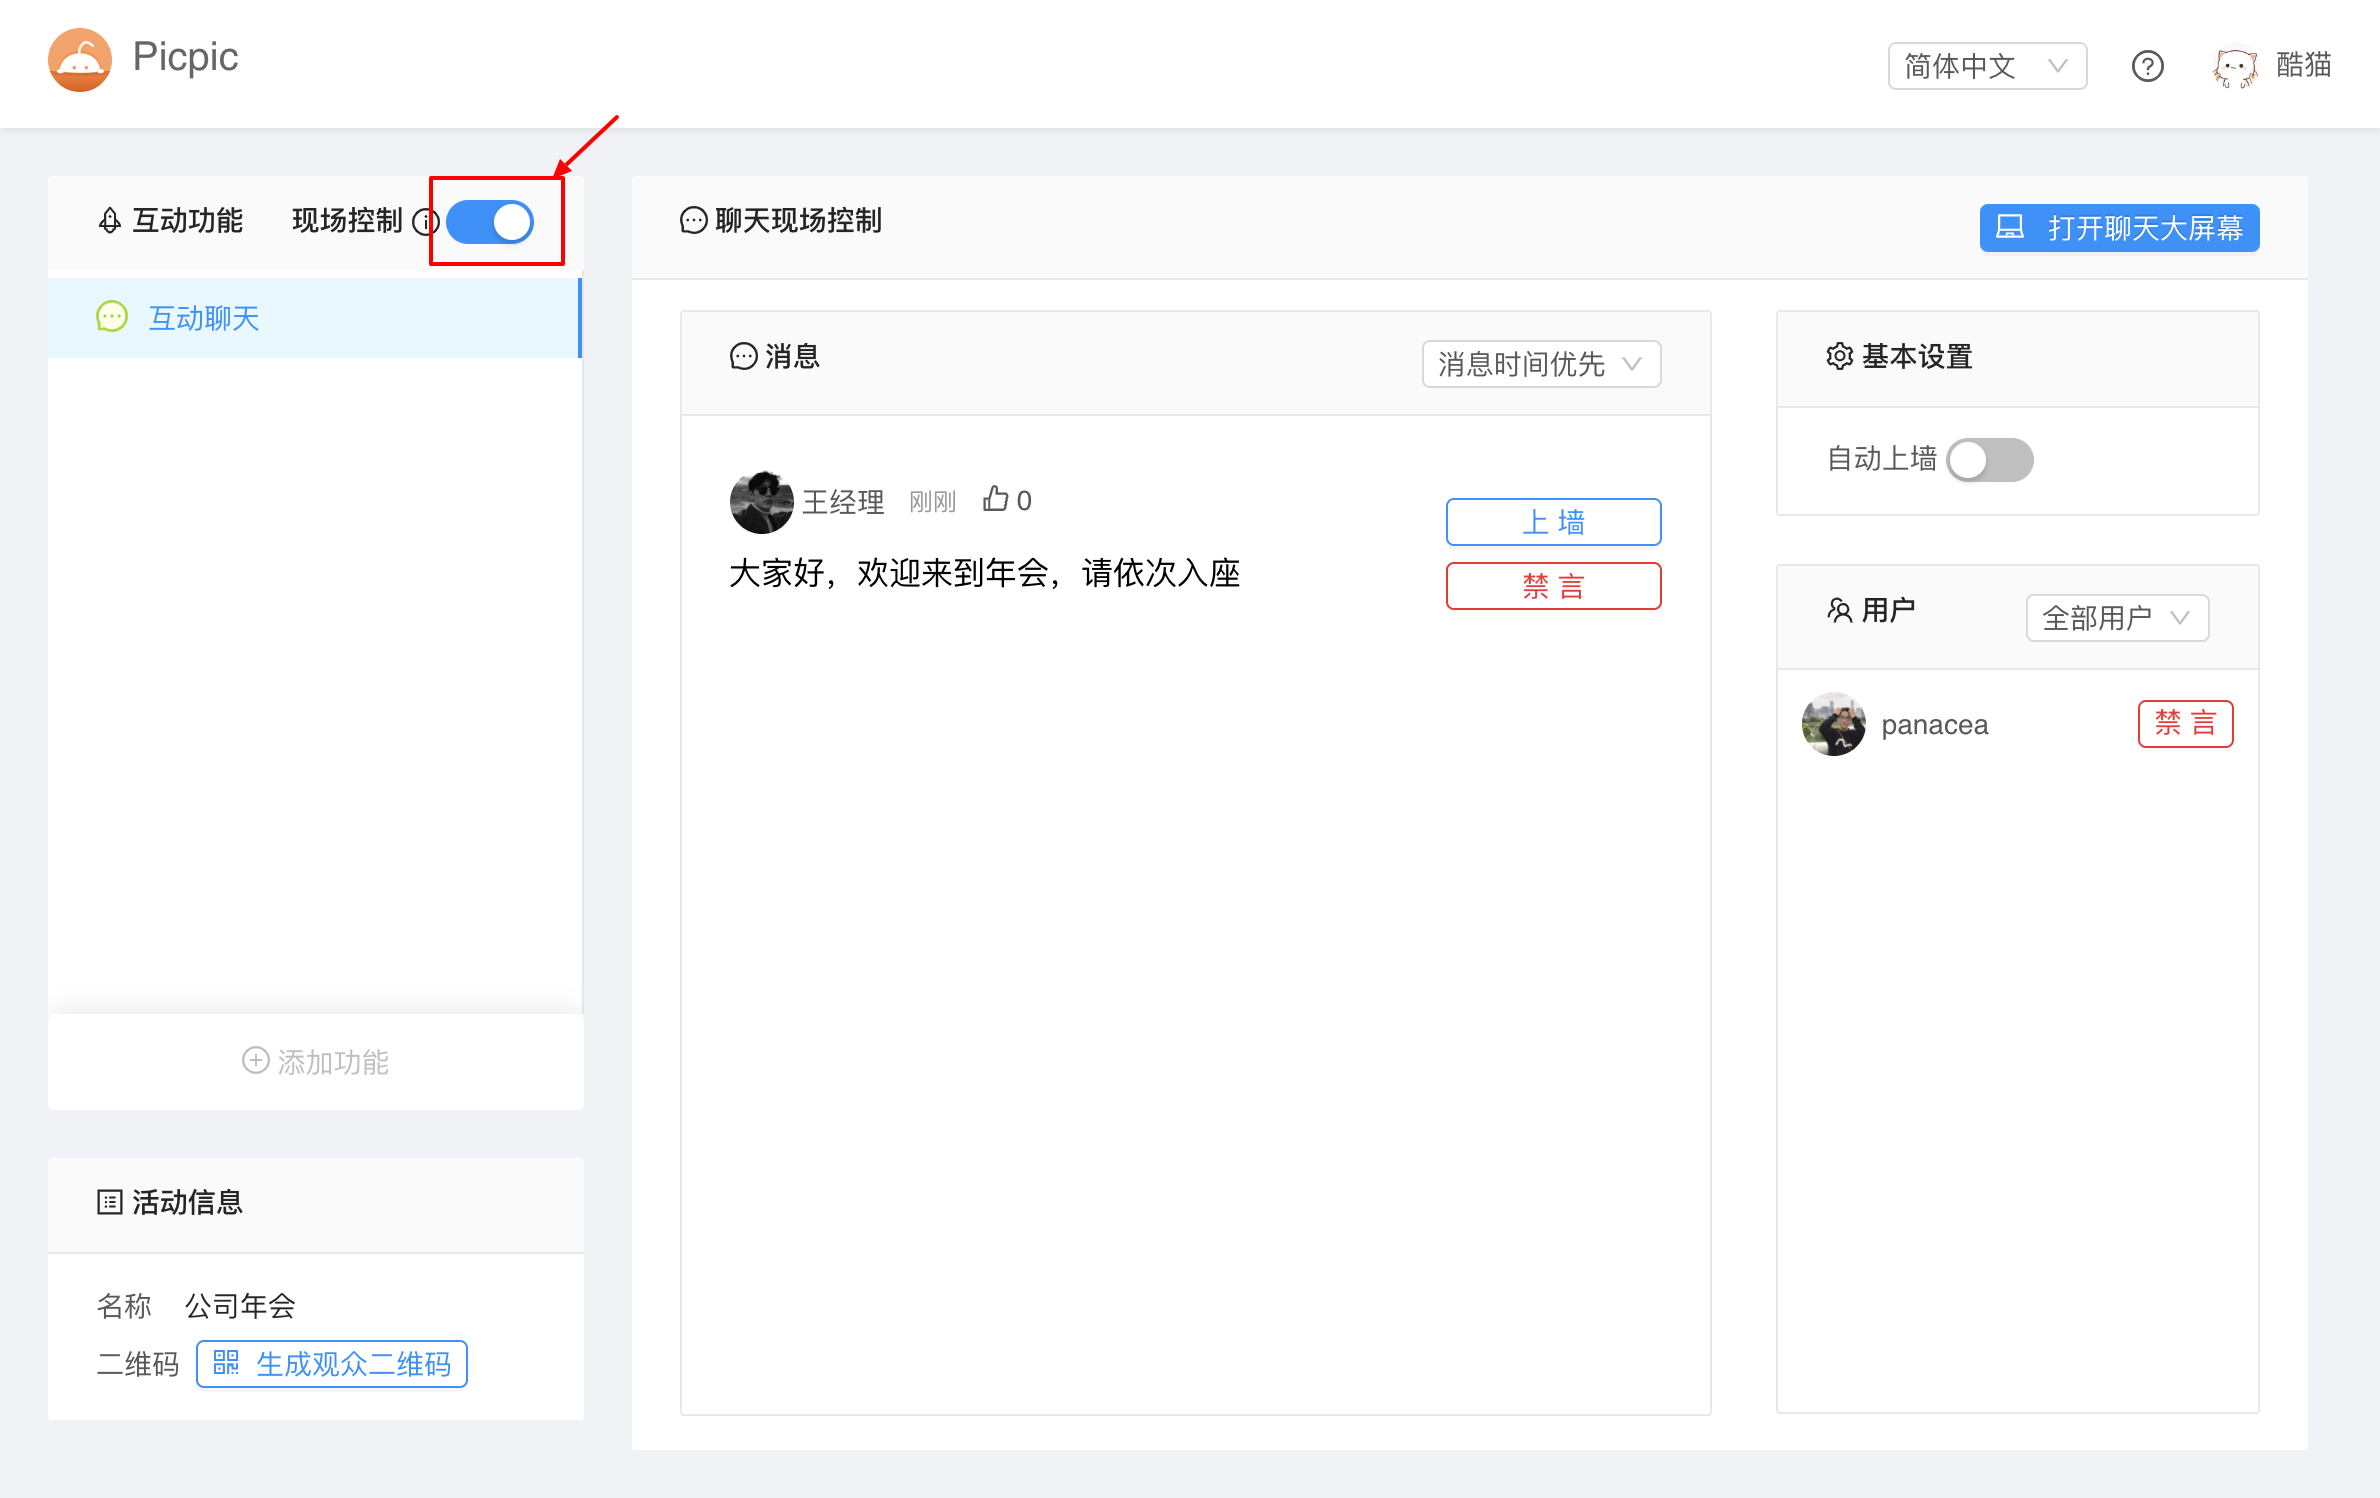 Picpic
简体中文
酷猫
互动功能 现场控制
互动聊天
添加功能
活动信息
名称 公司年会
二维码 生成观众二维码
聊天现场控制
打开聊天大屏幕
消息
消息时间优先
王经理 刚刚 0
大家好，欢迎来到年会，请依次入座
上 墙
禁 言
基本设置
自动上墙
用户
全部用户
panacea
禁 言